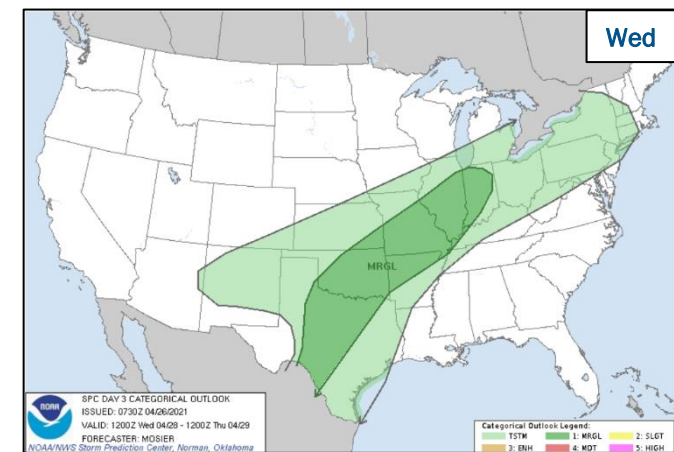 Wed
MRGL
NOAA
SPC DAY 3 CATEGORICAL OUTLOOK
ISSUED: 0730Z 04/26/2021
VALID: 1200Z Wed 04/28 - 1200Z Thu 04/29
FORECASTER: MOSIER
NOAA/NWS Storm Prediction Center, Norman, Oklahoma
Categorical Outlook Legend:
TSTM 1: MRGL 2: SLGT
3: ENH 4: MDT 5: HIGH